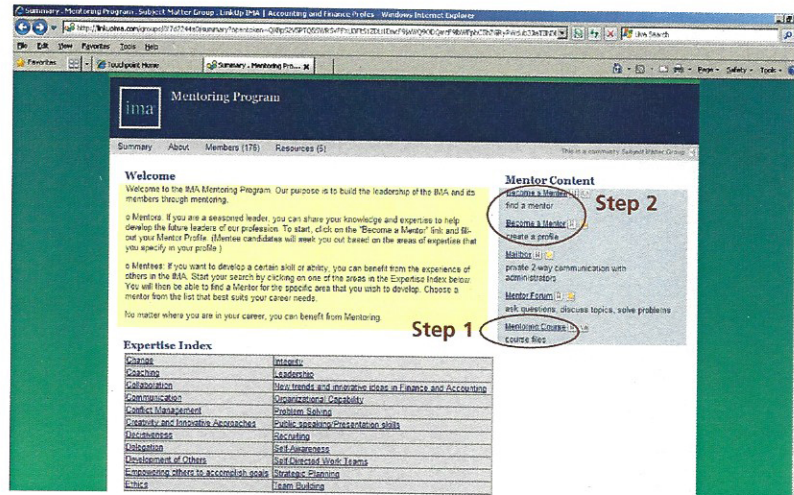 Summary - Mentoring Program - Subject Matter Group - LinkUp IMA | Accounting and Finance Profes - Windows Internet Explorer
Live Search
File Edit View Favorites Tools Help
Favorites Touchpoint Home Summary - Mentoring Pro... Page Safety Tools
ima
Mentoring Program
Summary About Members (176) Resources (5)
This is a community Subject Matter Group
Welcome
Welcome to the IMA Mentoring Program. Our purpose is to build the leadership of the IMA and its
members through mentoring.
o Mentors: If you are a seasoned leader, you can share your knowledge and expertise to help
develop the future leaders of our profession. To start, click on the "Become a Mentor" link and fill-
out your Mentor Profile. (Mentee candidates will seek you out based on the areas of expertise that
you specify in your profile.)
o Mentees: If you want to develop a certain skill or ability, you can benefit from the experience of
others in the IMA. Start your search by clicking on one of the areas in the Expertise Index below.
You will then be able to find a Mentor for the specific area that you wish to develop. Choose a
mentor from the list that best suits your career needs.
No matter where you are in your career, you can benefit from Mentoring.
Mentor Content
Become a Mentee
find a mentor
Step 2
Become a Mentor
create a profile
Mailbox
private 2-way communication with
administrators
Mentor Forum
ask questions, discuss topics, solve problems
Step 1
Mentoring Course
course files
Expertise Index
Change Integrity
Coaching Leadership
Collaboration New trends and innovative ideas in Finance and Accounting
Communication Organizational Capability
Conflict Management Problem Solving
Creativity and Innovative Approaches Public speaking/Presentation skills
Decisiveness Recruiting
Delegation Self-Awareness
Development of Others Self-Directed Work Teams
Empowering others to accomplish goals Strategic Planning
Ethics Team Building